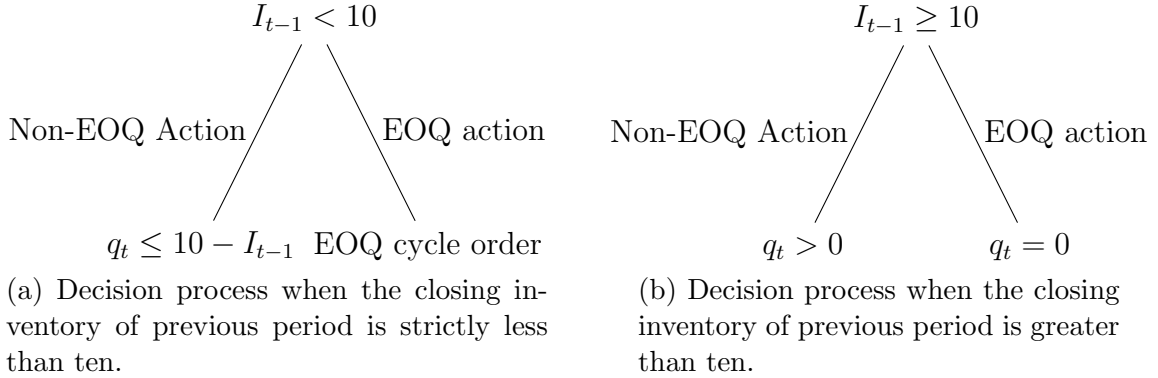 $I_{t-1} < 10$
Non-EOQ Action
EOQ action
$q_t \leq 10 - I_{t-1}$
EOQ cycle order
(a) Decision process when the closing in-
ventory of previous period is strictly less
than ten.
$I_{t-1} \geq 10$
Non-EOQ Action
EOQ action
$q_t > 0$
$q_t = 0$
(b) Decision process when the closing
inventory of previous period is greater
than ten.